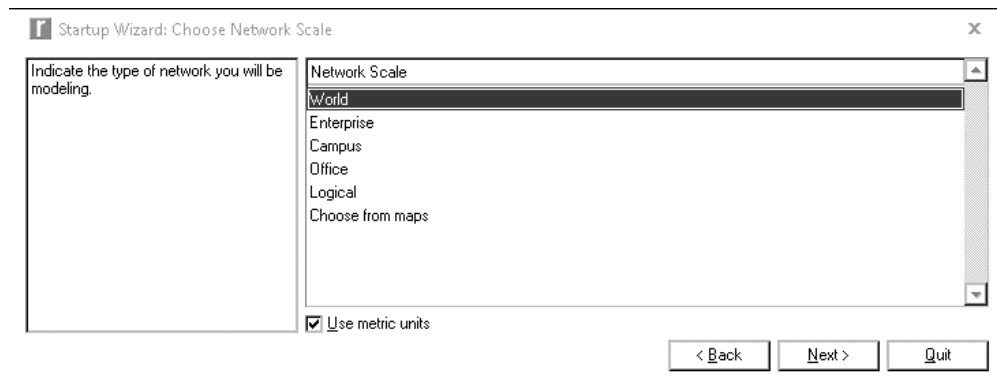 r Startup Wizard: Choose Network Scale x
Indicate the type of network you will be
modeling.
Network Scale
World
Enterprise
Campus
Office
Logical
Choose from maps
Use metric units
< Back
Next >
Quit